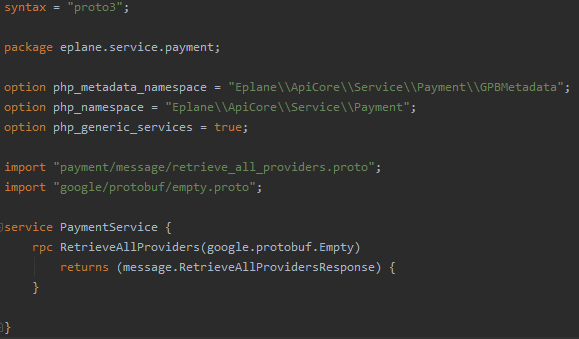 syntax = "proto3";
package eplane.service.payment;
option php_metadata_namespace = "Eplane\\ApiCore\\Service\\Payment\\GPBMetadata";
option php_namespace = "Eplane\\ApiCore\\Service\\Payment";
option php_generic_services = true;
import "payment/message/retrieve_all_providers.proto";
import "google/protobuf/empty.proto";
service PaymentService {
    rpc RetrieveAllProviders(google.protobuf.Empty)
        returns (message.RetrieveAllProvidersResponse) {
    }
}